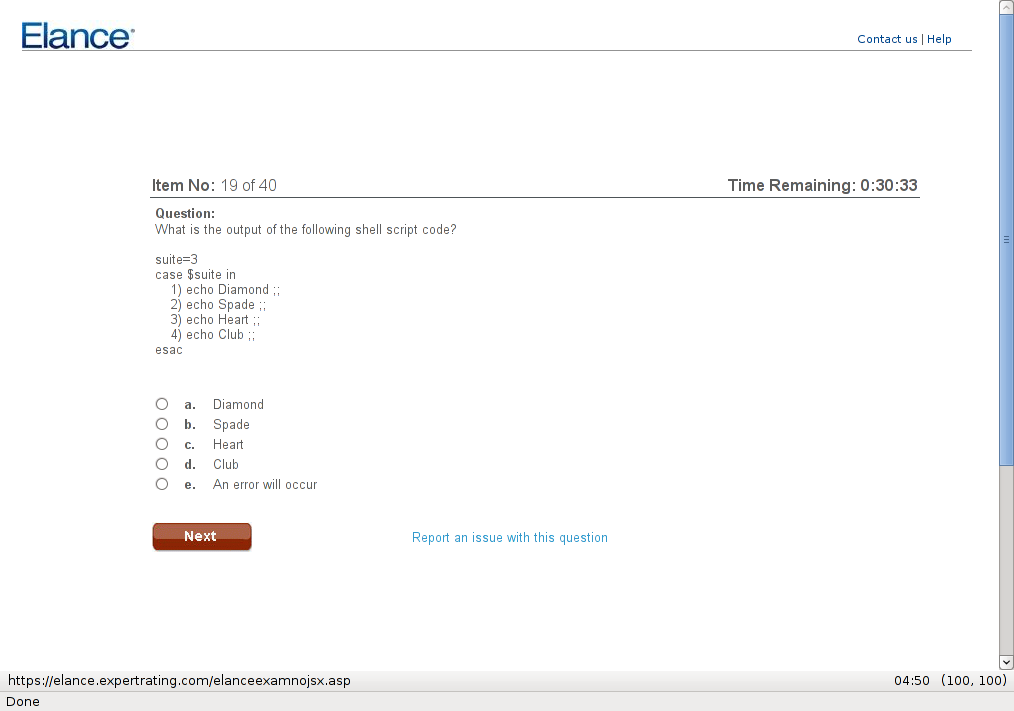 Elance
Contact us | Help
Item No: 19 of 40
Time Remaining: 0:30:33
Question:
What is the output of the following shell script code?
suite=3
case $suite in
1) echo Diamond ;;
2) echo Spade ;;
3) echo Heart ;;
4) echo Club ;;
esac
a. Diamond
b. Spade
c. Heart
d. Club
e. An error will occur
Next
Report an issue with this question
https://elance.expertrating.com/elanceexamnojsx.asp
04:50 (100, 100)
Done